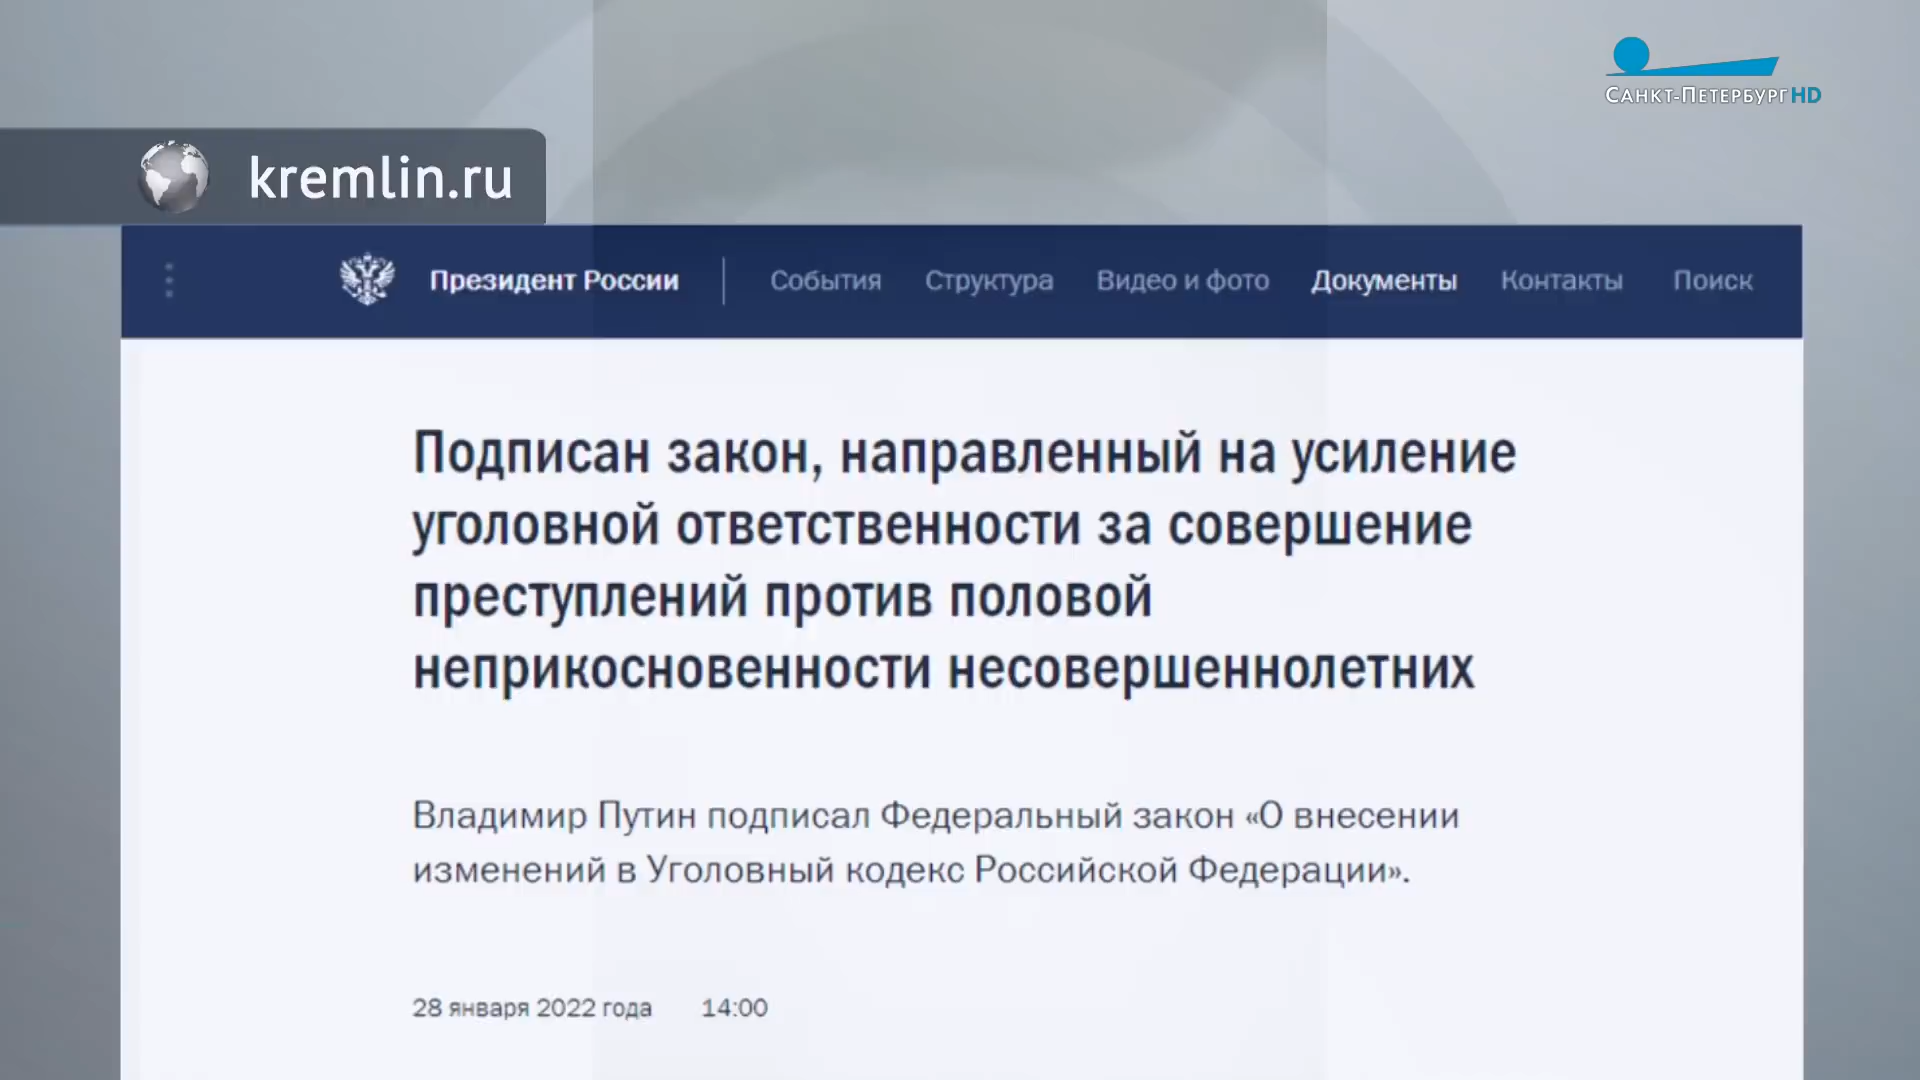 Санкт-Петербург HD
kremlin.ru
Президент России События Структура Видео и фото Документы Контакты Поиск
Подписан закон, направленный на усиление
уголовной ответственности за совершение
преступлений против половой
неприкосновенности несовершеннолетних
Владимир Путин подписал Федеральный закон «О внесении
изменений в Уголовный кодекс Российской Федерации».
28 января 2022 года 14:00